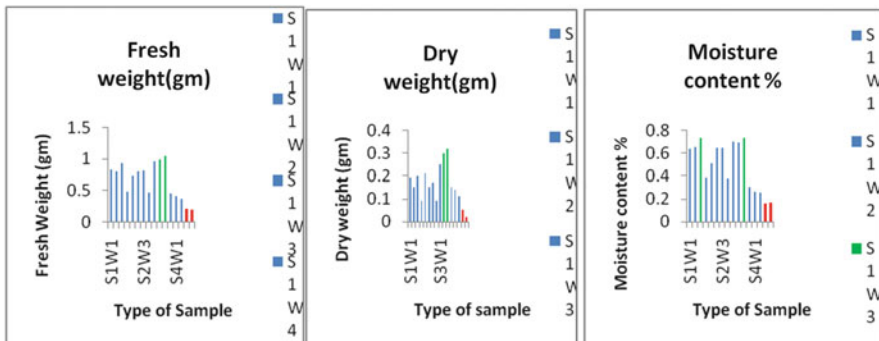 Fresh
weight(gm)
Fresh Weight (gm)
1.5
1
0.5
0
S1W1
S2W3
S4W1
Type of Sample
S
1
W
1
S
1
W
2
S
1
W
3
S
1
W
4
Dry
weight(gm)
Dry weight (gm)
0.4
0.3
0.2
0.1
0
S1W1
S3W1
Type of sample
S
1
W
1
S
1
W
2
S
1
W
3
Moisture
content %
Moisture content %
0.8
0.6
0.4
0.2
0
S1W1
S2W3
S4W1
Type of Sample
S
1
W
1
S
1
W
2
S
1
W
3